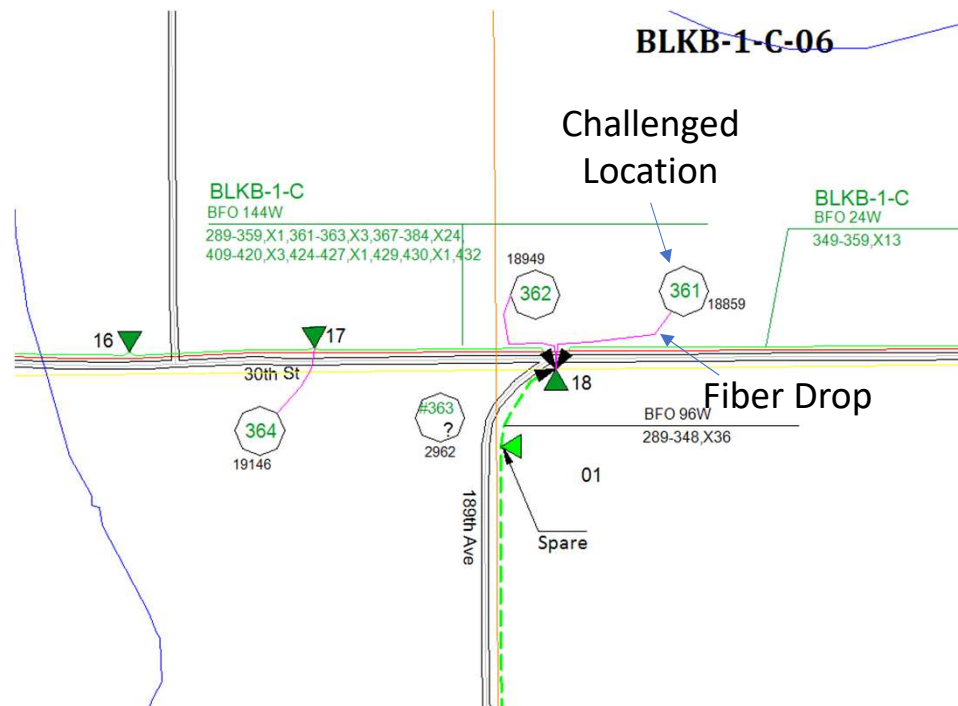 BLKB-1-C-06
Challenged
Location
BLKB-1-C
BFO 144W
289-359,X1,361-363,X3,367-384,X24,
409-420,X3,424-427,X1,429,430,X1,432
BLKB-1-C
BFO 24W
349-359,X13
18949
362
361
18859
16
17
30th St
18
Fiber Drop
364
19146
#363
?
2962
BFO 96W
289-348,X36
01
189th Ave
Spare